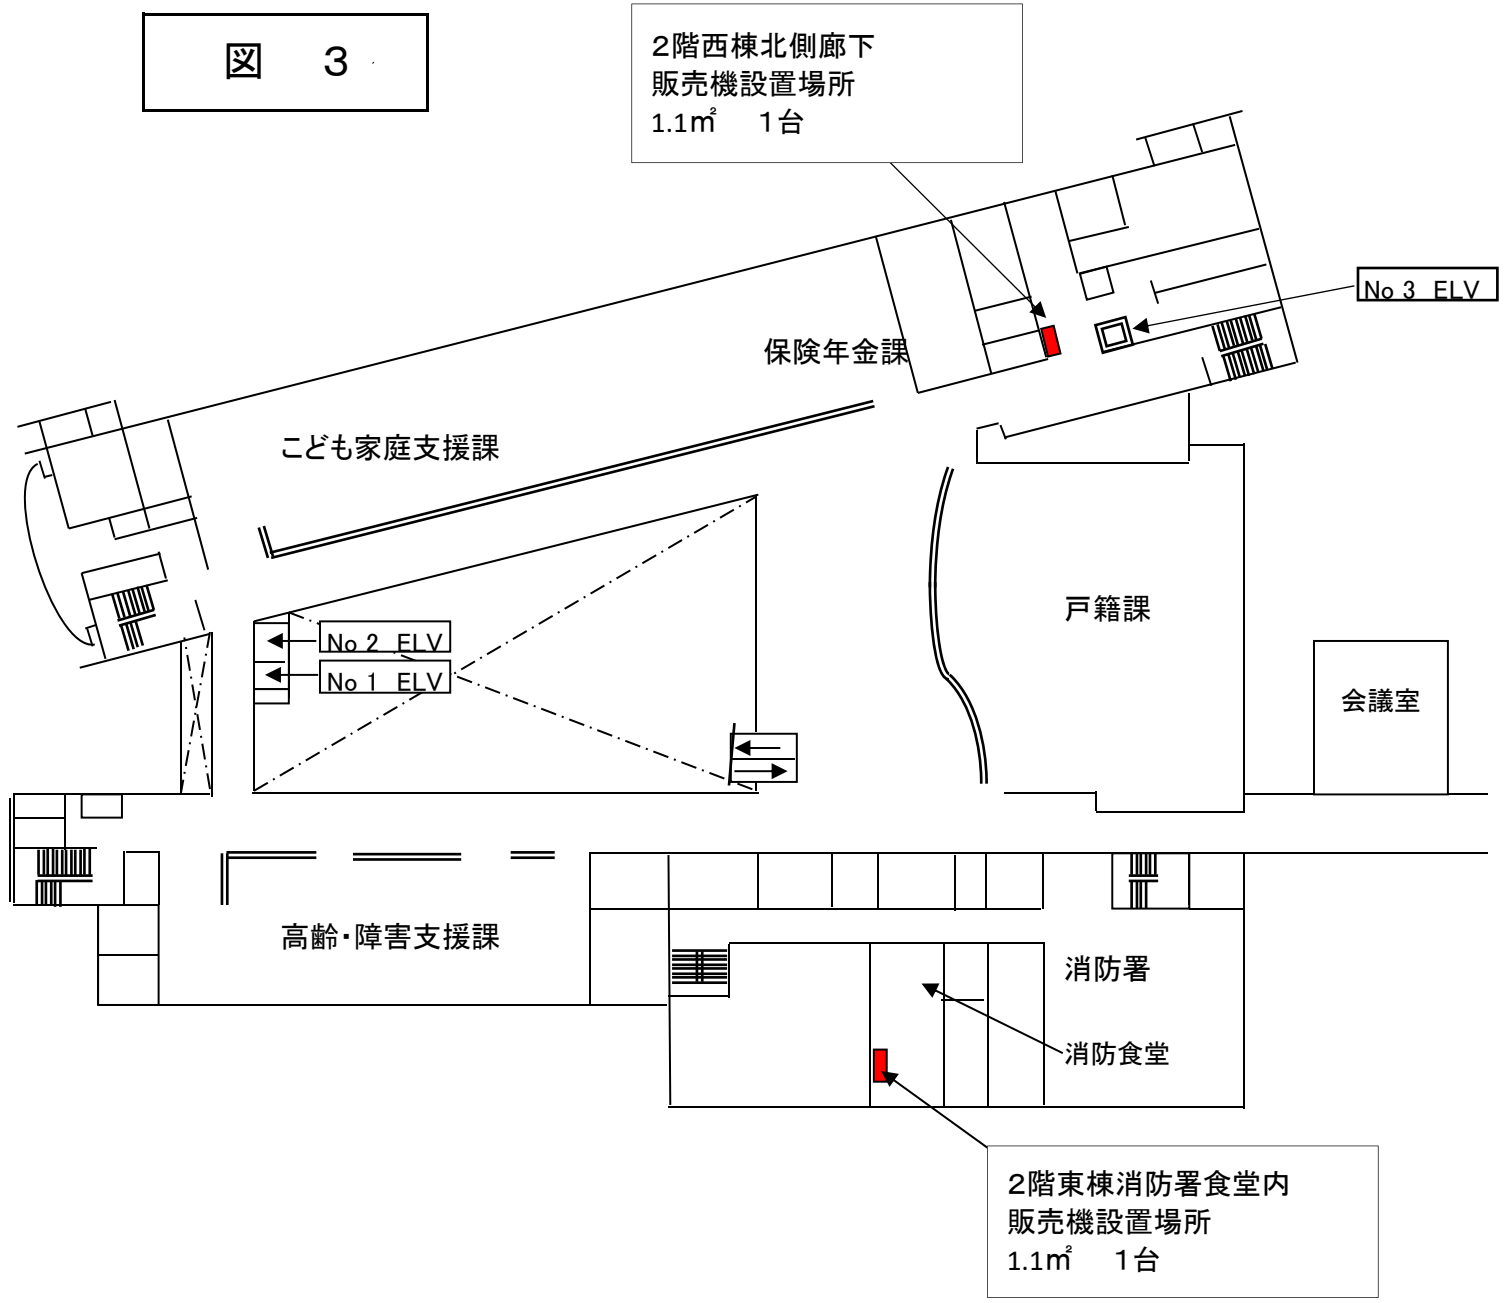 図 3
2階西棟北側廊下
販売機設置場所
1.1㎡ 1台
No 3 ELV
保険年金課
こども家庭支援課
戸籍課
No 2 ELV
No 1 ELV
会議室
高齢・障害支援課
消防署
消防食堂
2階東棟消防署食堂内
販売機設置場所
1.1㎡ 1台